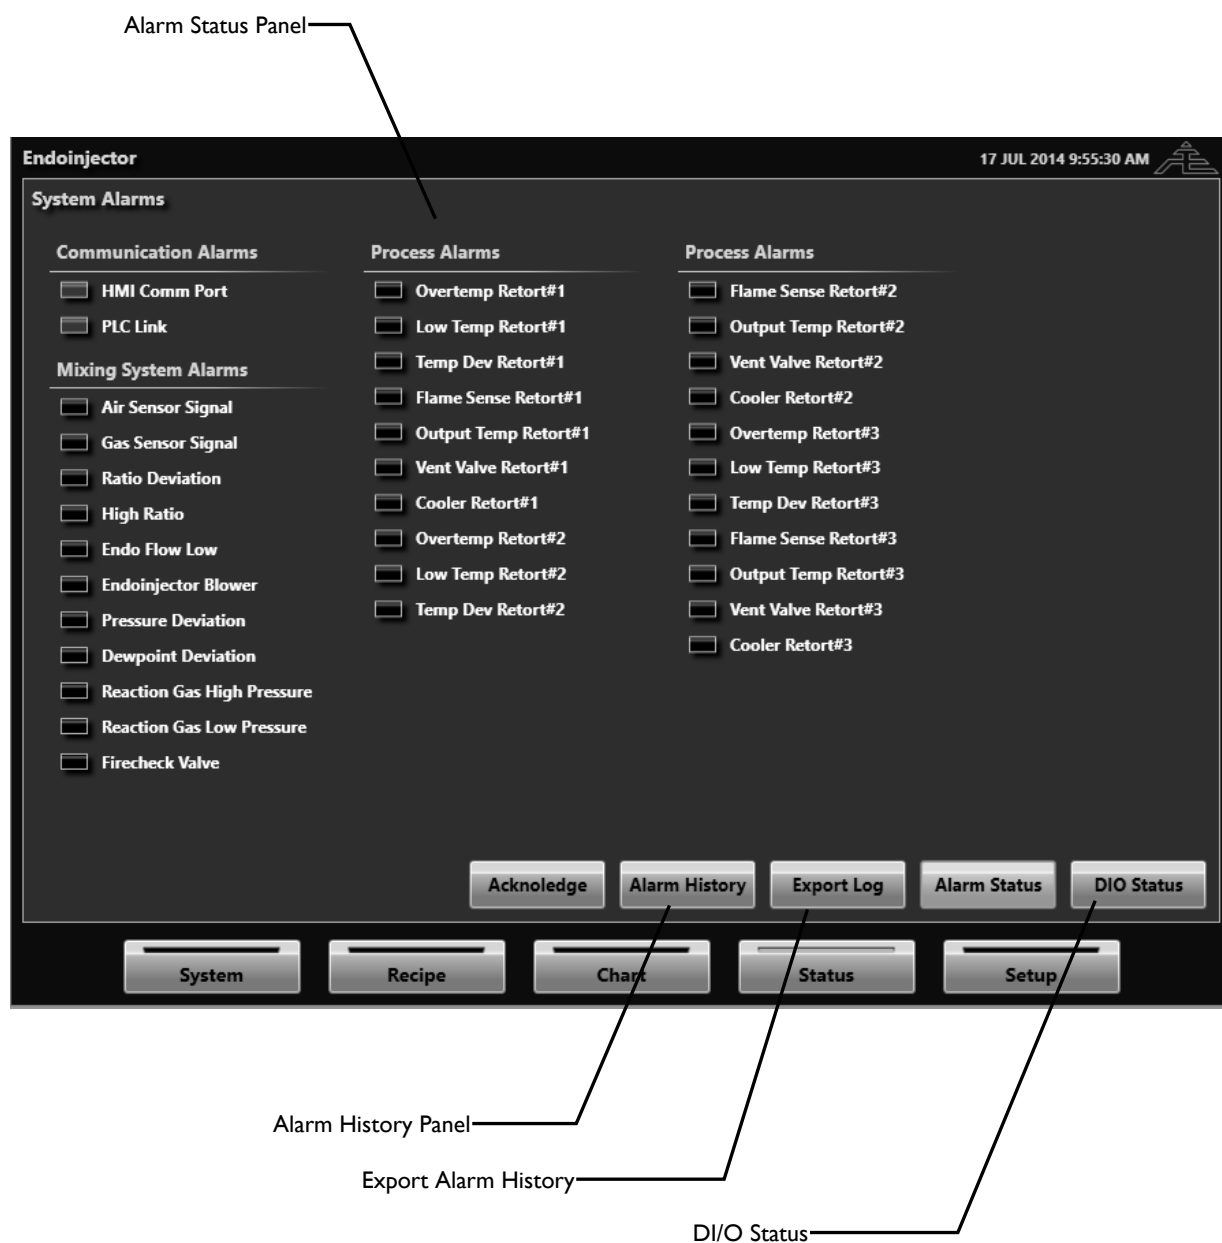 Alarm Status Panel
Endoinjector
17 JUL 2014 9:55:30 AM
System Alarms
Communication Alarms
HMI Comm Port
PLC Link
Mixing System Alarms
Air Sensor Signal
Gas Sensor Signal
Ratio Deviation
High Ratio
Endo Flow Low
Endoinjector Blower
Pressure Deviation
Dewpoint Deviation
Reaction Gas High Pressure
Reaction Gas Low Pressure
Firecheck Valve
Process Alarms
Overtemp Retort#1
Low Temp Retort#1
Temp Dev Retort#1
Flame Sense Retort#1
Output Temp Retort#1
Vent Valve Retort#1
Cooler Retort#1
Overtemp Retort#2
Low Temp Retort#2
Temp Dev Retort#2
Process Alarms
Flame Sense Retort#2
Output Temp Retort#2
Vent Valve Retort#2
Cooler Retort#2
Overtemp Retort#3
Low Temp Retort#3
Temp Dev Retort#3
Flame Sense Retort#3
Output Temp Retort#3
Vent Valve Retort#3
Cooler Retort#3
Acknoledge
Alarm History
Export Log
Alarm Status
DIO Status
System
Recipe
Chart
Status
Setup
Alarm History Panel
Export Alarm History
DI/O Status